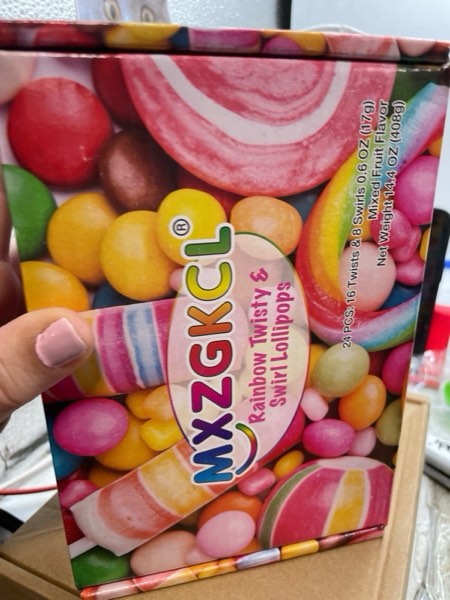 MXZGKCL®
Rainbow Twisty &
Swirl Lollipops
24 PCS:16 Twists & 8 Swirls 0.6 OZ (17g)
Mixed Fruit Flavor
Net Weight 14.4 OZ (408g)